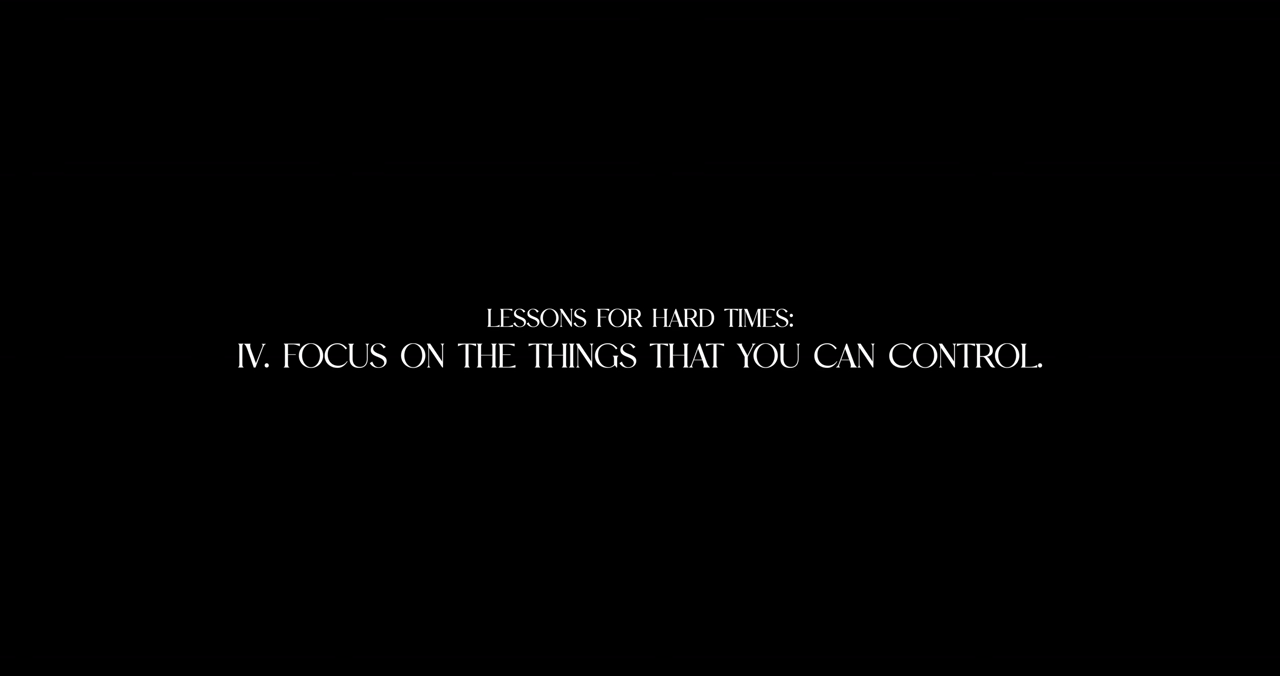 LESSONS FOR HARD TIMES:
IV. FOCUS ON THE THINGS THAT YOU CAN CONTROL.